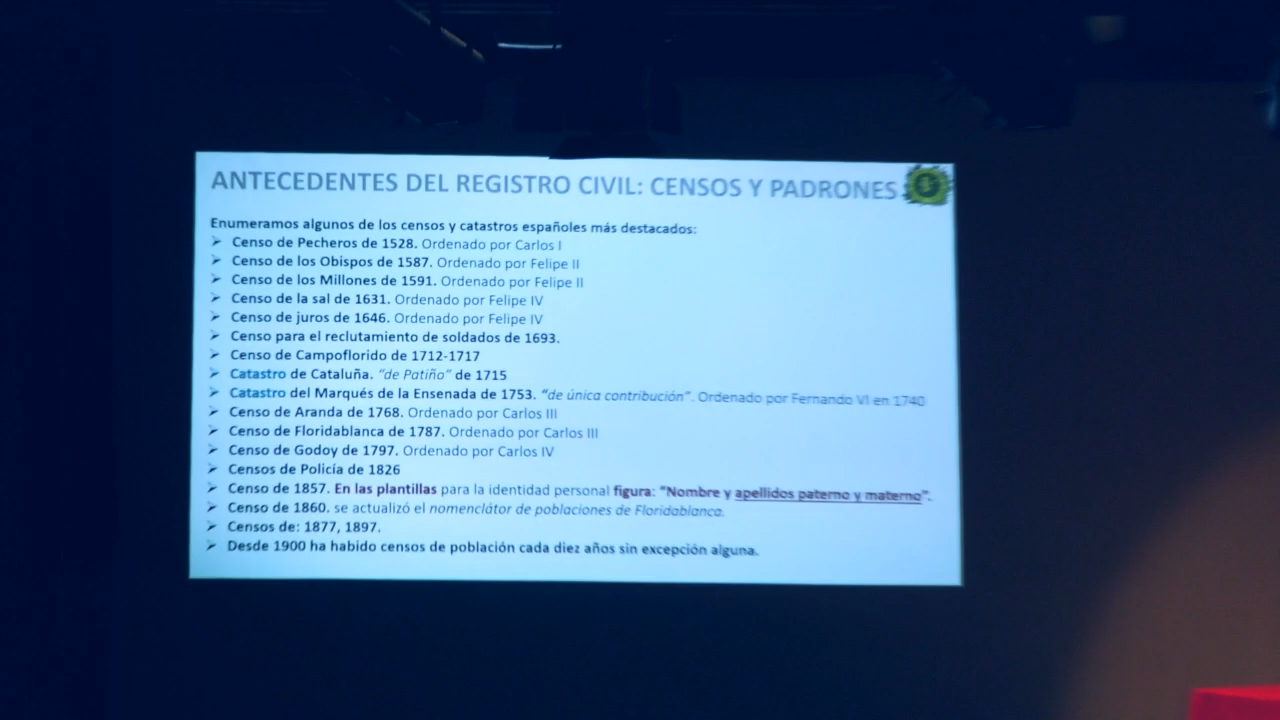 ANTECEDENTES DEL REGISTRO CIVIL: CENSOS Y PADRONES
Enumeramos algunos de los censos y catastros españoles más destacados:
➢ Censo de Pecheros de 1528. Ordenado por Carlos I
➢ Censo de los Obispos de 1587. Ordenado por Felipe II
➢ Censo de los Millones de 1591. Ordenado por Felipe II
➢ Censo de la sal de 1631. Ordenado por Felipe IV
➢ Censo de juros de 1646. Ordenado por Felipe IV
➢ Censo para el reclutamiento de soldados de 1693.
➢ Censo de Campoflorido de 1712-1717
➢ Catastro de Cataluña. “de Patiño” de 1715
➢ Catastro del Marqués de la Ensenada de 1753. “de única contribución”. Ordenado por Fernando VI en 1740
➢ Censo de Aranda de 1768. Ordenado por Carlos III
➢ Censo de Floridablanca de 1787. Ordenado por Carlos III
➢ Censo de Godoy de 1797. Ordenado por Carlos IV
➢ Censos de Policía de 1826
➢ Censo de 1857. En las plantillas para la identidad personal figura: “Nombre y apellidos paterno y materno”.
➢ Censo de 1860. se actualizó el nomenclátor de poblaciones de Floridablanca.
➢ Censos de: 1877, 1897.
➢ Desde 1900 ha habido censos de población cada diez años sin excepción alguna.